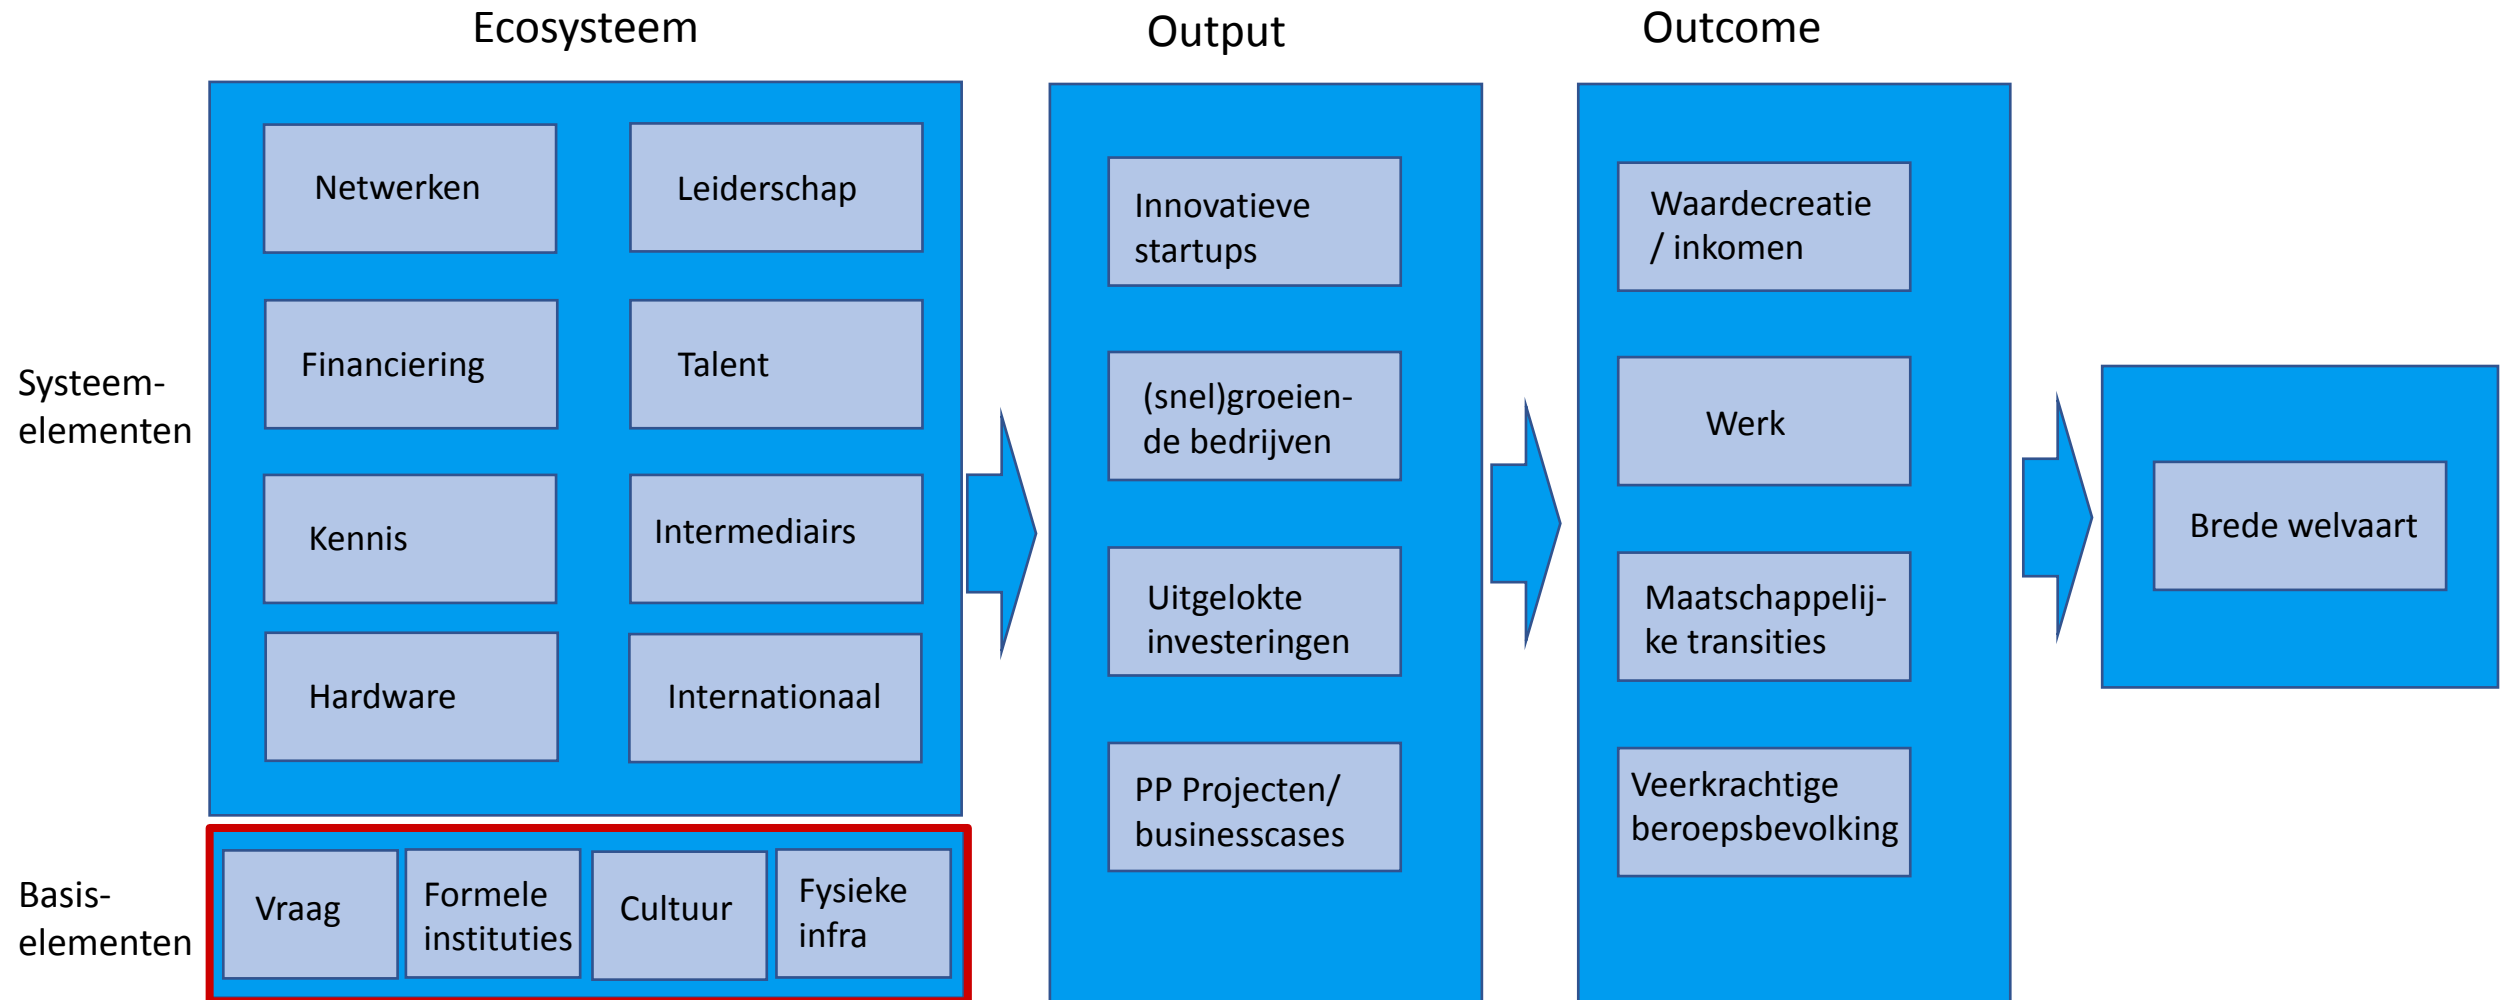 Ecosysteem
Output
Outcome
Systeem-
elementen
Netwerken
Leiderschap
Financiering
Talent
Kennis
Intermediairs
Hardware
Internationaal
Basis-
elementen
Vraag
Formele
instituties
Cultuur
Fysieke
infra
Innovatieve
startups
(snel)groeien-
de bedrijven
Uitgelokte
investeringen
PP Projecten/
businesscases
Waardecreatie
/ inkomen
Werk
Maatschappelij-
ke transities
Veerkrachtige
beroepsbevolking
Brede welvaart